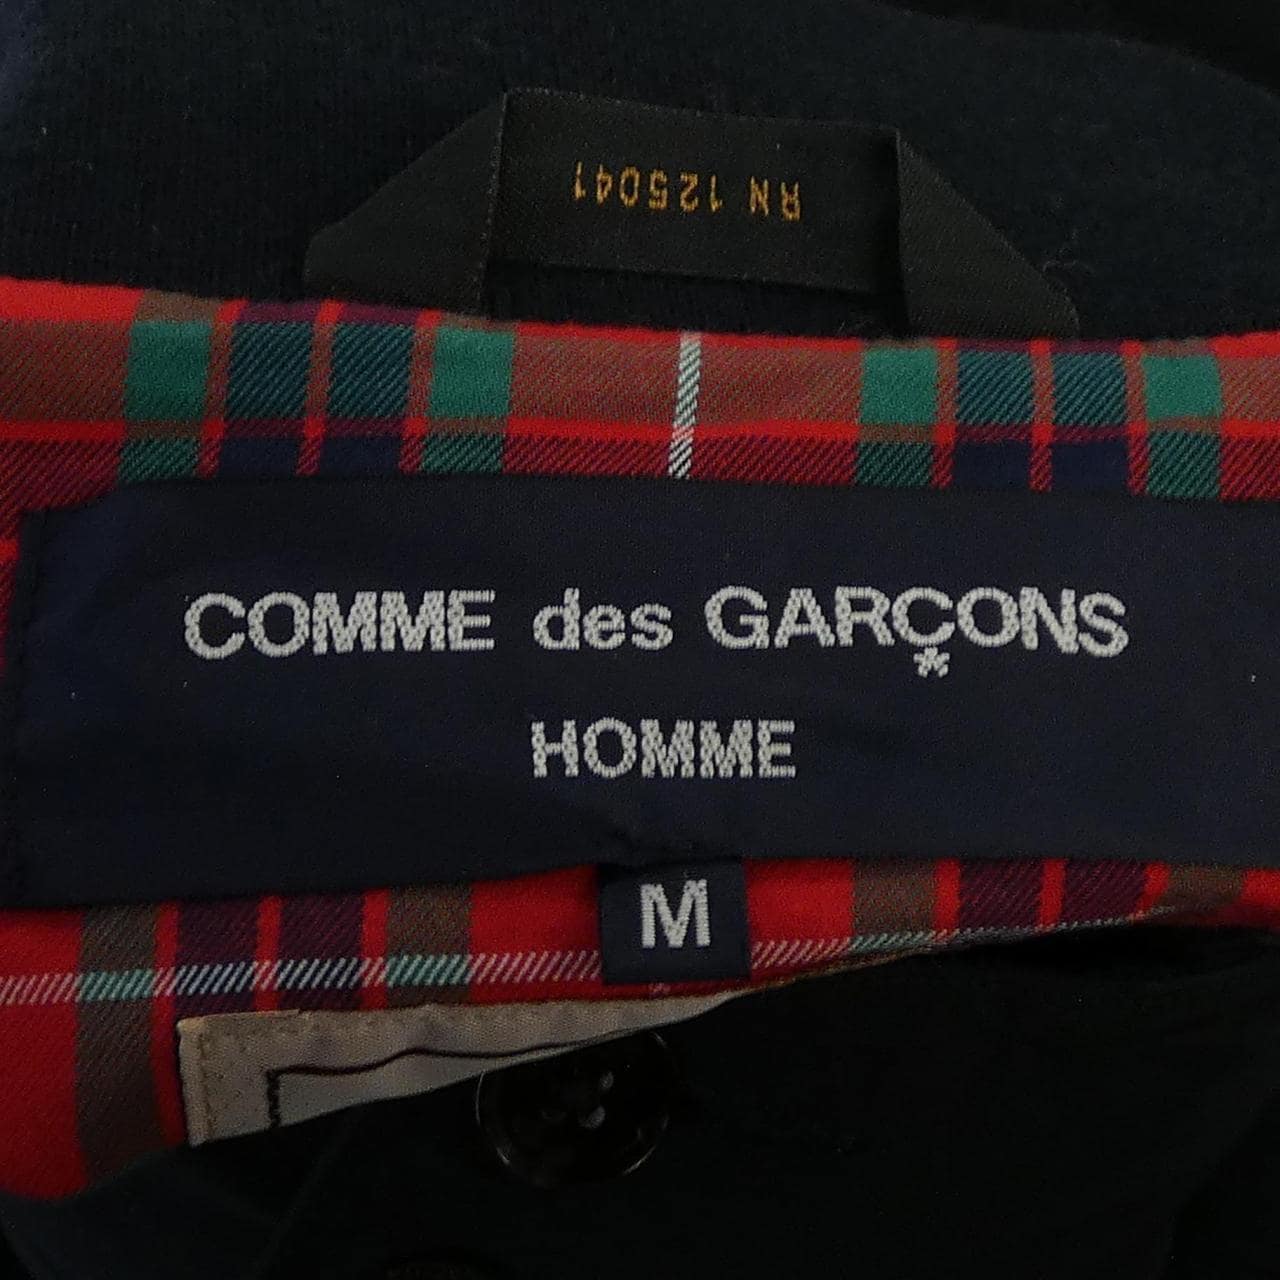 RN 125041
COMME des GARÇONS
HOMME
M